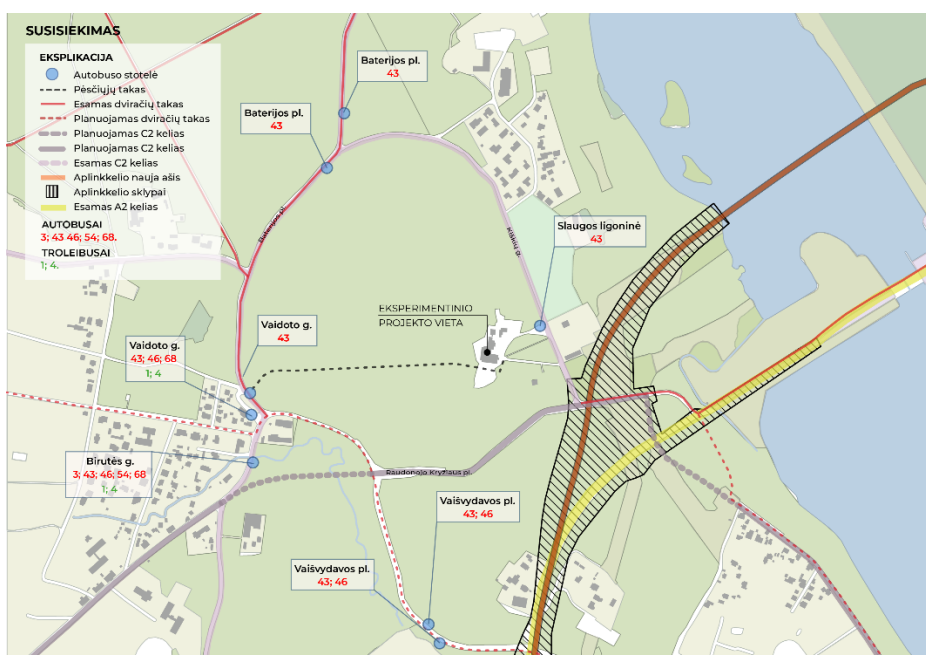 SUSISIEKIMAS
EKSPLIKACIJA
Autobuso stotelė
Pėsčiųjų takas
Esamas dviračių takas
Planuojamas dviračių takas
Planuojamas C2 kelias
Planuojamas C2 kelias
Esamas C2 kelias
Aplinkkelio nauja ašis
Aplinkkelio sklypai
Esamas A2 kelias
AUTOBUSAI
3; 43 46; 54; 68.
TROLEIBUSAI
1; 4.
Baterijos pl.
43
Baterijos pl.
43
Baterijos pl.
Kiškių g.
Slaugos ligoninė
43
EKSPERIMENTINIO
PROJEKTO VIETA
Vaidoto g.
43
Vaidoto g.
43; 46; 68
1; 4
Birutės g.
3; 43; 46; 54; 68
1; 4
Raudonojo Kryžiaus pl.
Vaišvydavos pl.
43; 46
Vaišvydavos pl.
43; 46